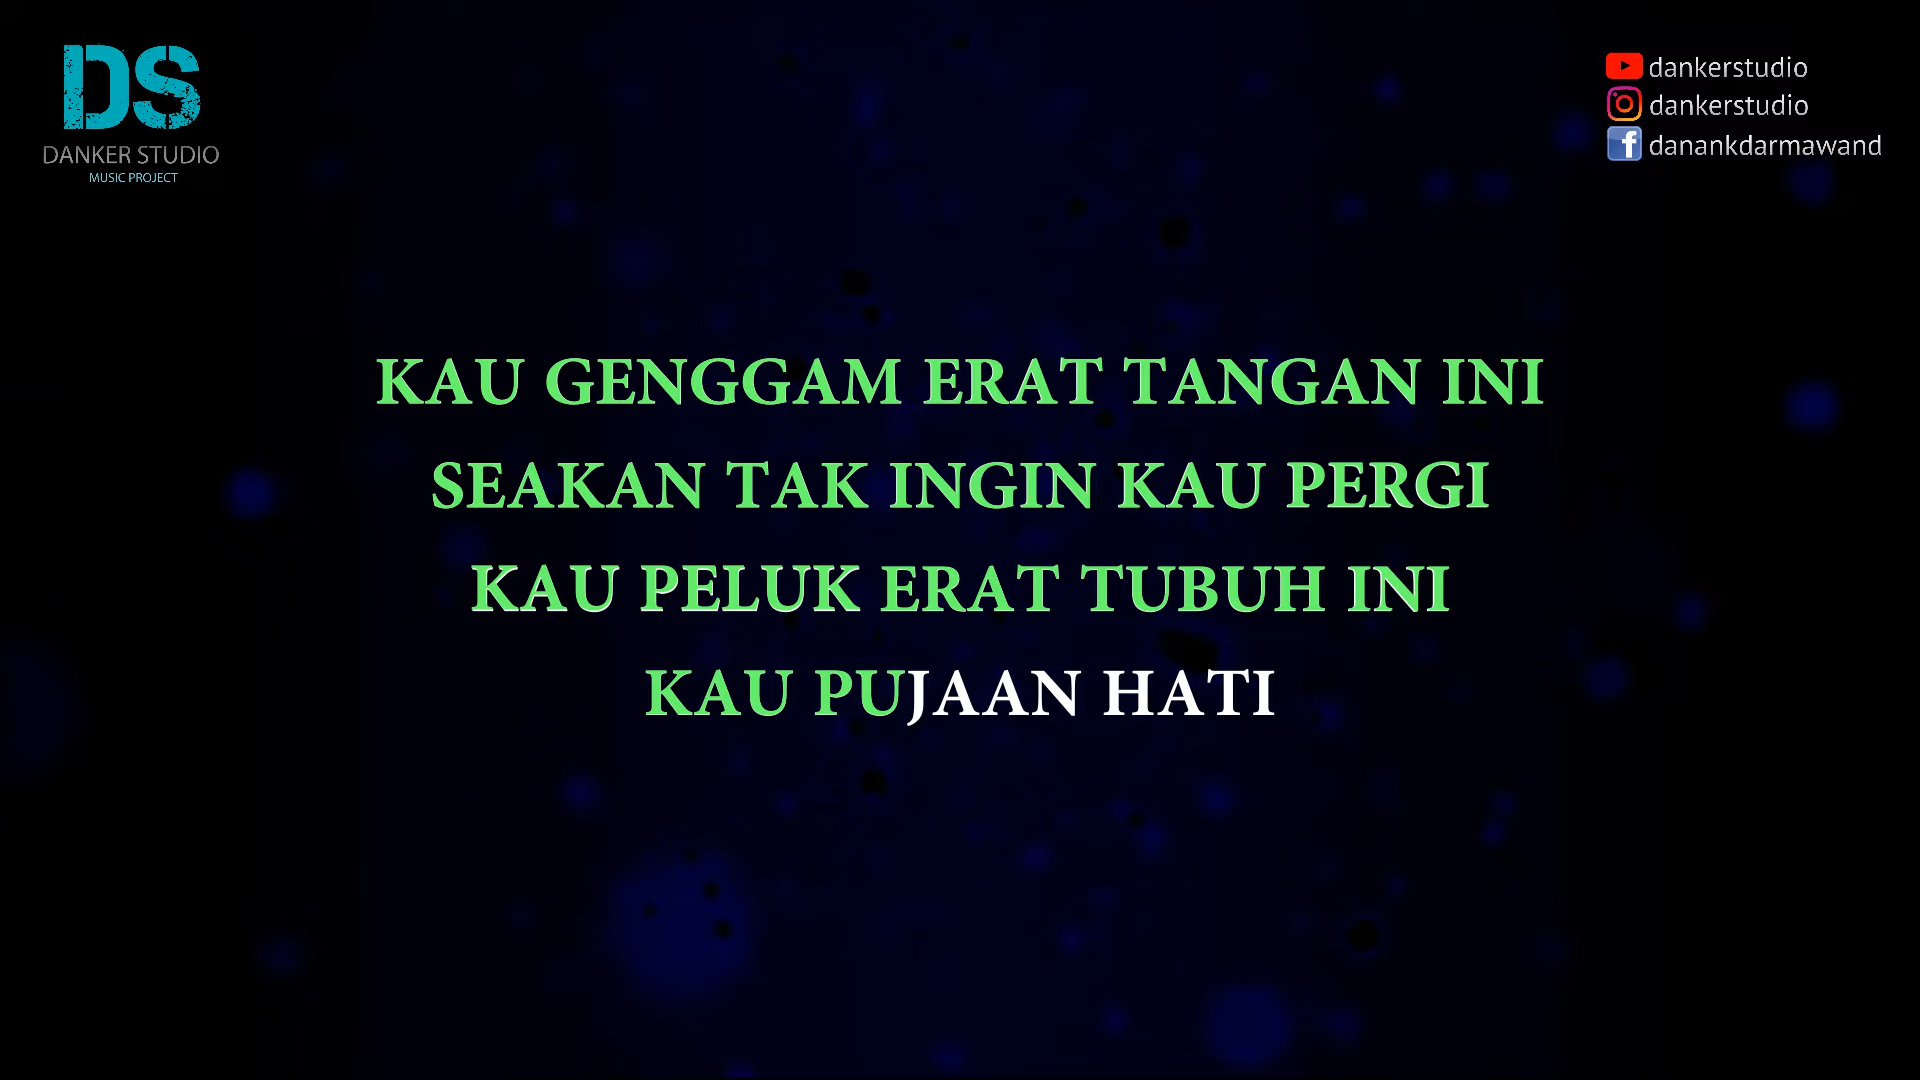 DS
DANKER STUDIO
MUSIC PROJECT
dankerstudio
dankerstudio
danankdarmawand
KAU GENGGAM ERAT TANGAN INI
SEAKAN TAK INGIN KAU PERGI
KAU PELUK ERAT TUBUH INI
KAU PUJAAN HATI